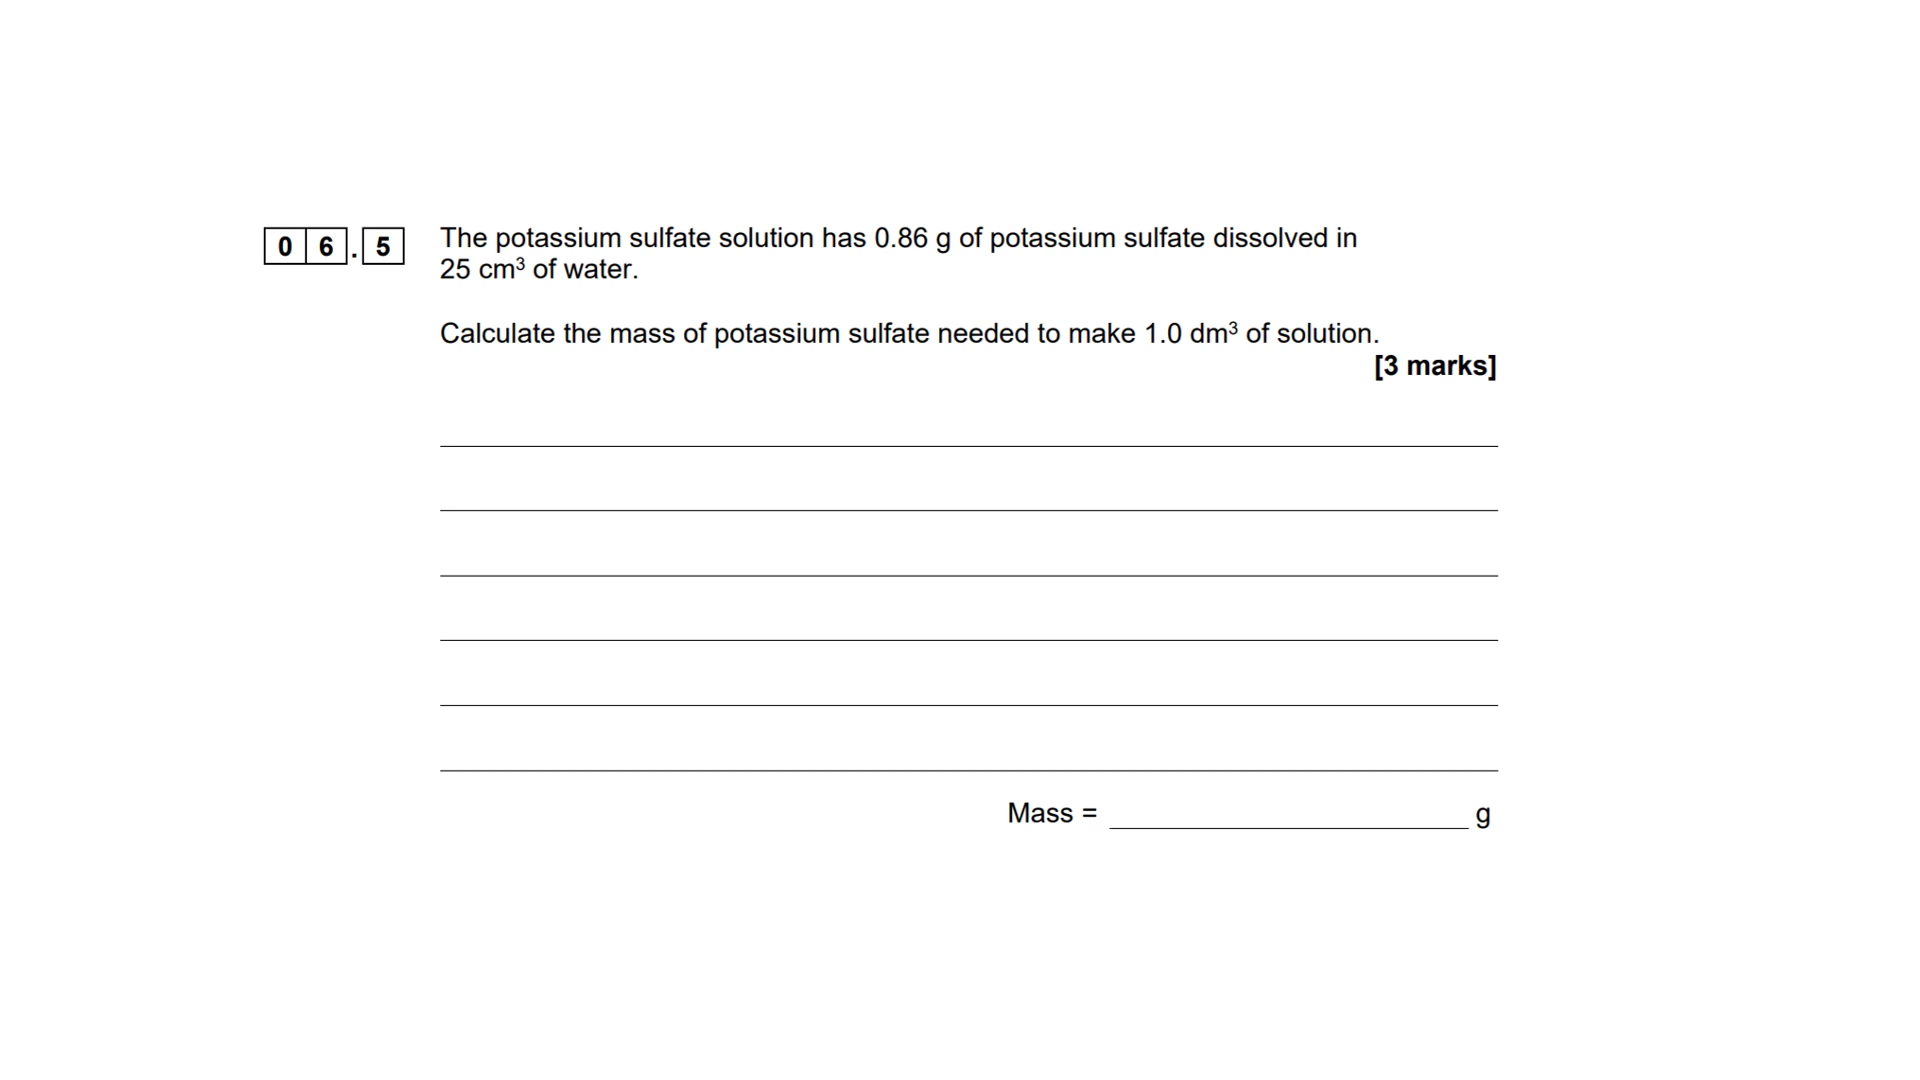 0 6 . 5 The potassium sulfate solution has 0.86 g of potassium sulfate dissolved in
25 cm³ of water.
Calculate the mass of potassium sulfate needed to make 1.0 dm³ of solution.
[3 marks]
Mass = ____________________ g